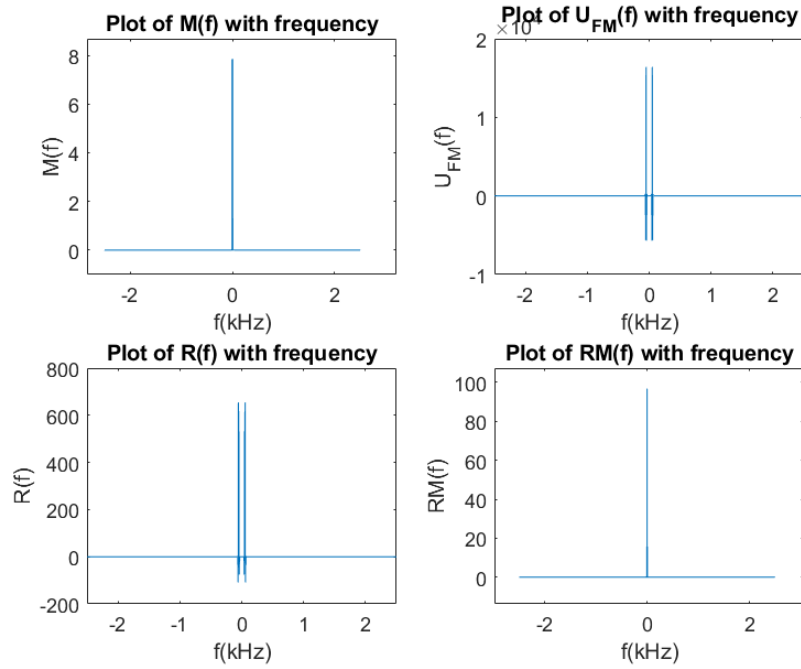 Plot of M(f) with frequency
8
6
4
2
0
M(f)
-2 0 2
f(kHz)
Plot of U_FM(f) with frequency
2
1
0
-1
U_FM(f)
-2 -1 0 1 2
f(kHz)
Plot of R(f) with frequency
800
600
400
200
0
-200
R(f)
-2 -1 0 1 2
f(kHz)
Plot of RM(f) with frequency
100
80
60
40
20
0
RM(f)
-2 0 2
f(kHz)